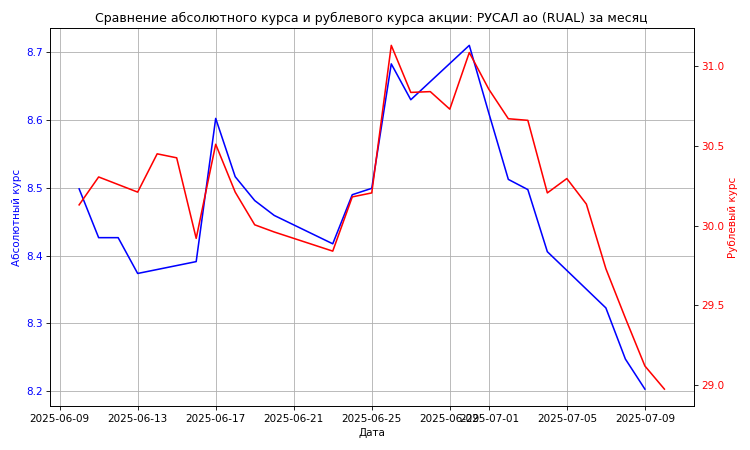 Сравнение абсолютного курса и рублевого курса акции: РУСАЛ ао (RUAL) за месяц
8.7
8.6
8.5
8.4
8.3
8.2
Абсолютный курс
31.0
30.5
30.0
29.5
29.0
Рублевый курс
2025-06-09 2025-06-13 2025-06-17 2025-06-21 2025-06-25 2025-06-29 2025-07-01 2025-07-05 2025-07-09
Дата